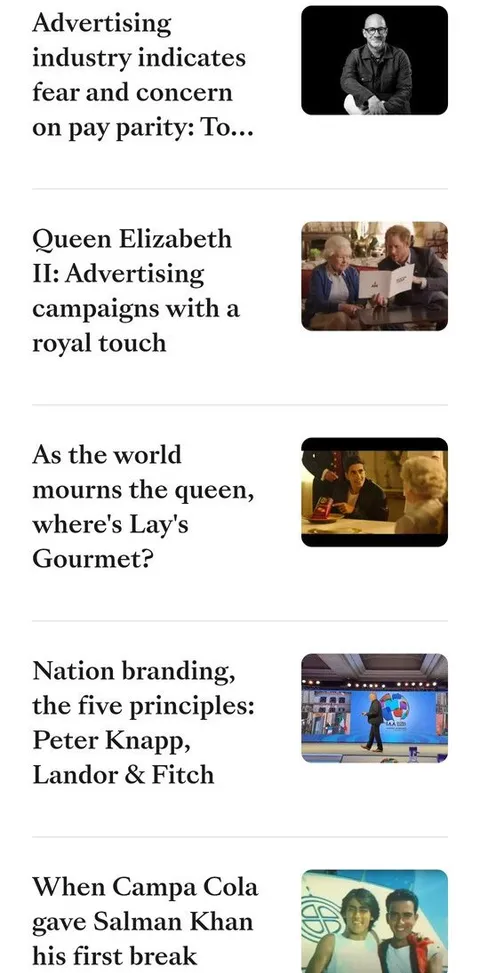 Advertising
industry indicates
fear and concern
on pay parity: To...
Queen Elizabeth
II: Advertising
campaigns with a
royal touch
As the world
mourns the queen,
where's Lay's
Gourmet?
Nation branding,
the five principles:
Peter Knapp,
Landor & Fitch
When Campa Cola
gave Salman Khan
his first break